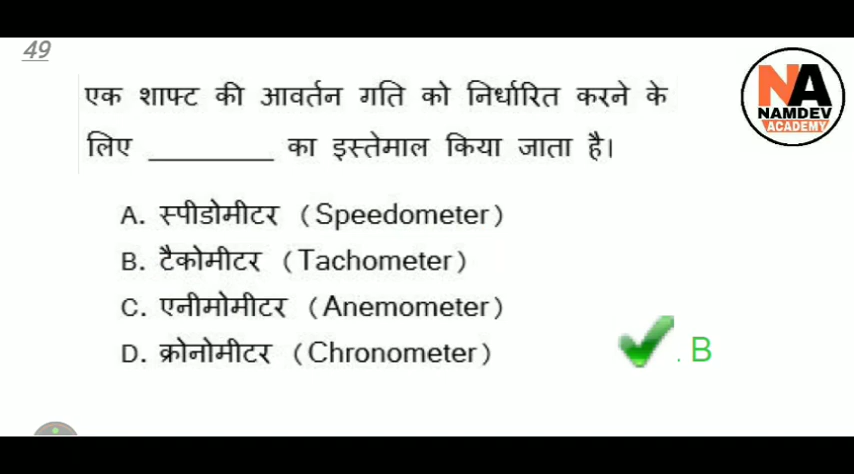 49
एक शाफ्ट की आवर्तन गति को निर्धारित करने के
लिए _________ का इस्तेमाल किया जाता है।
A. स्पीडोमीटर (Speedometer)
B. टैकोमीटर (Tachometer)
C. एनीमोमीटर (Anemometer)
D. क्रोनोमीटर (Chronometer)
. B
NA
NAMDEV
ACADEMY